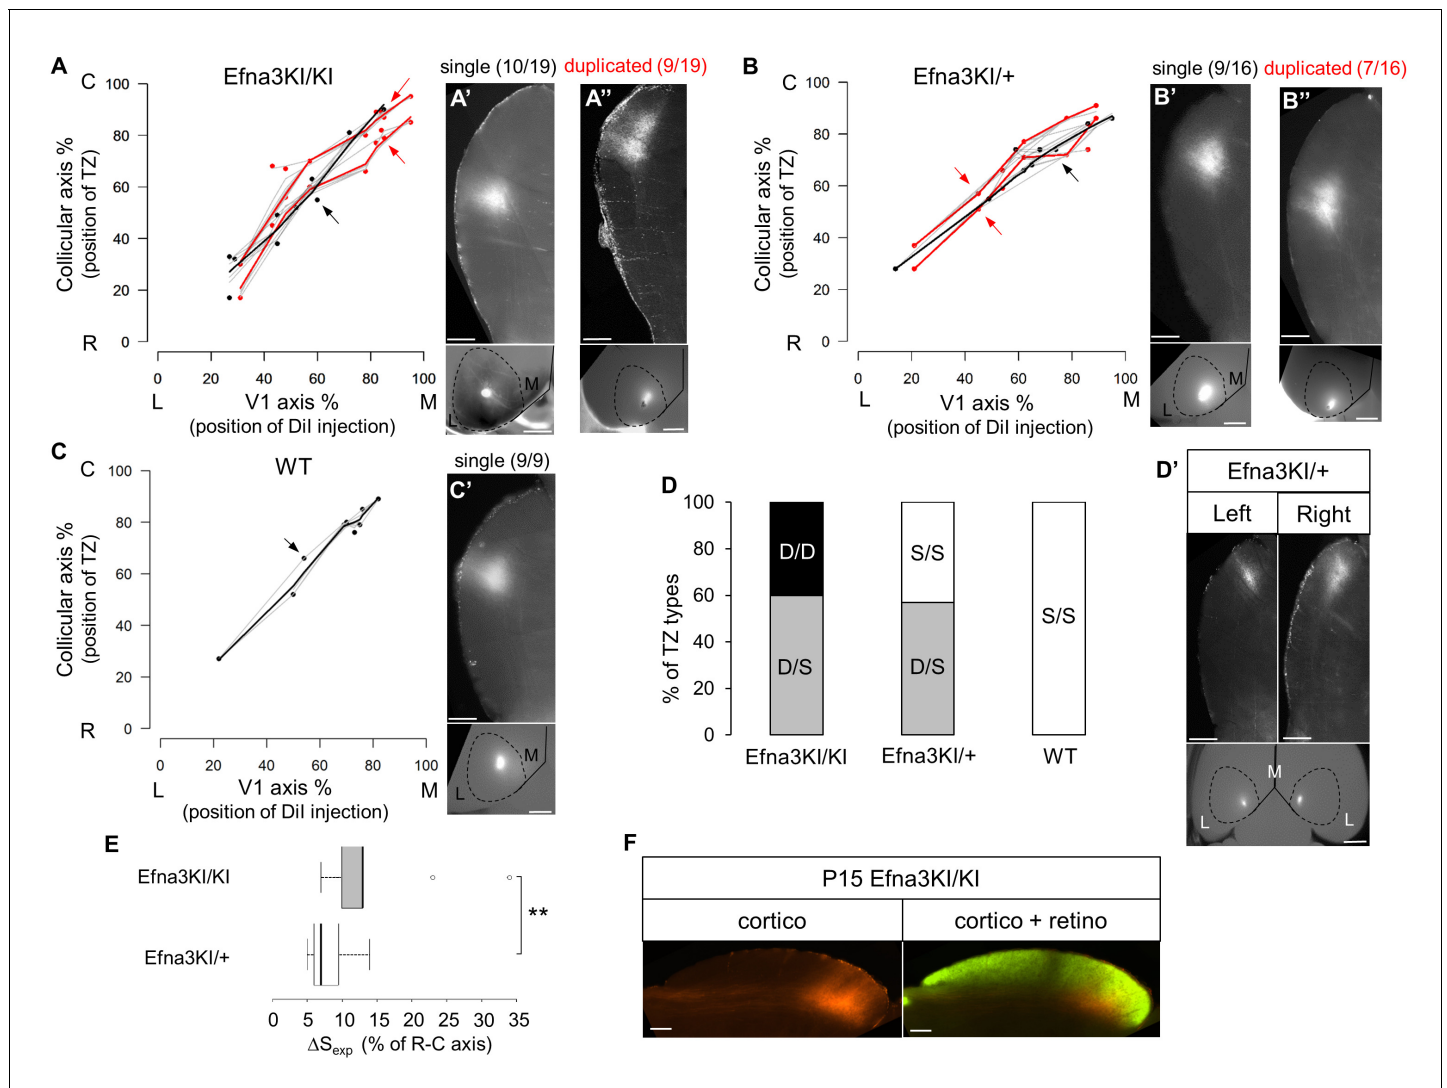 A
Efna3KI/KI
C
R
100
80
60
40
20
0
Collicular axis %
(position of TZ)
0 20 40 60 80 100
L V1 axis % M
(position of DiI injection)
single (10/19) duplicated (9/19)
A'
A''
M
L
B
Efna3KI/+
C
R
100
80
60
40
20
0
Collicular axis %
(position of TZ)
0 20 40 60 80 100
L V1 axis % M
(position of DiI injection)
single (9/16) duplicated (7/16)
B'
B''
M
L
C
WT
C
R
100
80
60
40
20
0
Collicular axis %
(position of TZ)
0 20 40 60 80 100
L V1 axis % M
(position of DiI injection)
single (9/9)
C'
M
L
D
100
80
60
40
20
0
% of TZ types
D/D
D/S
S/S
D/S
S/S
Efna3KI/KI Efna3KI/+ WT
D'
Efna3KI/+
Left Right
M
L L
E
Efna3KI/KI
Efna3KI/+
**
0 5 10 15 20 25 30 35
ΔSexp (% of R-C axis)
F
P15 Efna3KI/KI
cortico cortico + retino